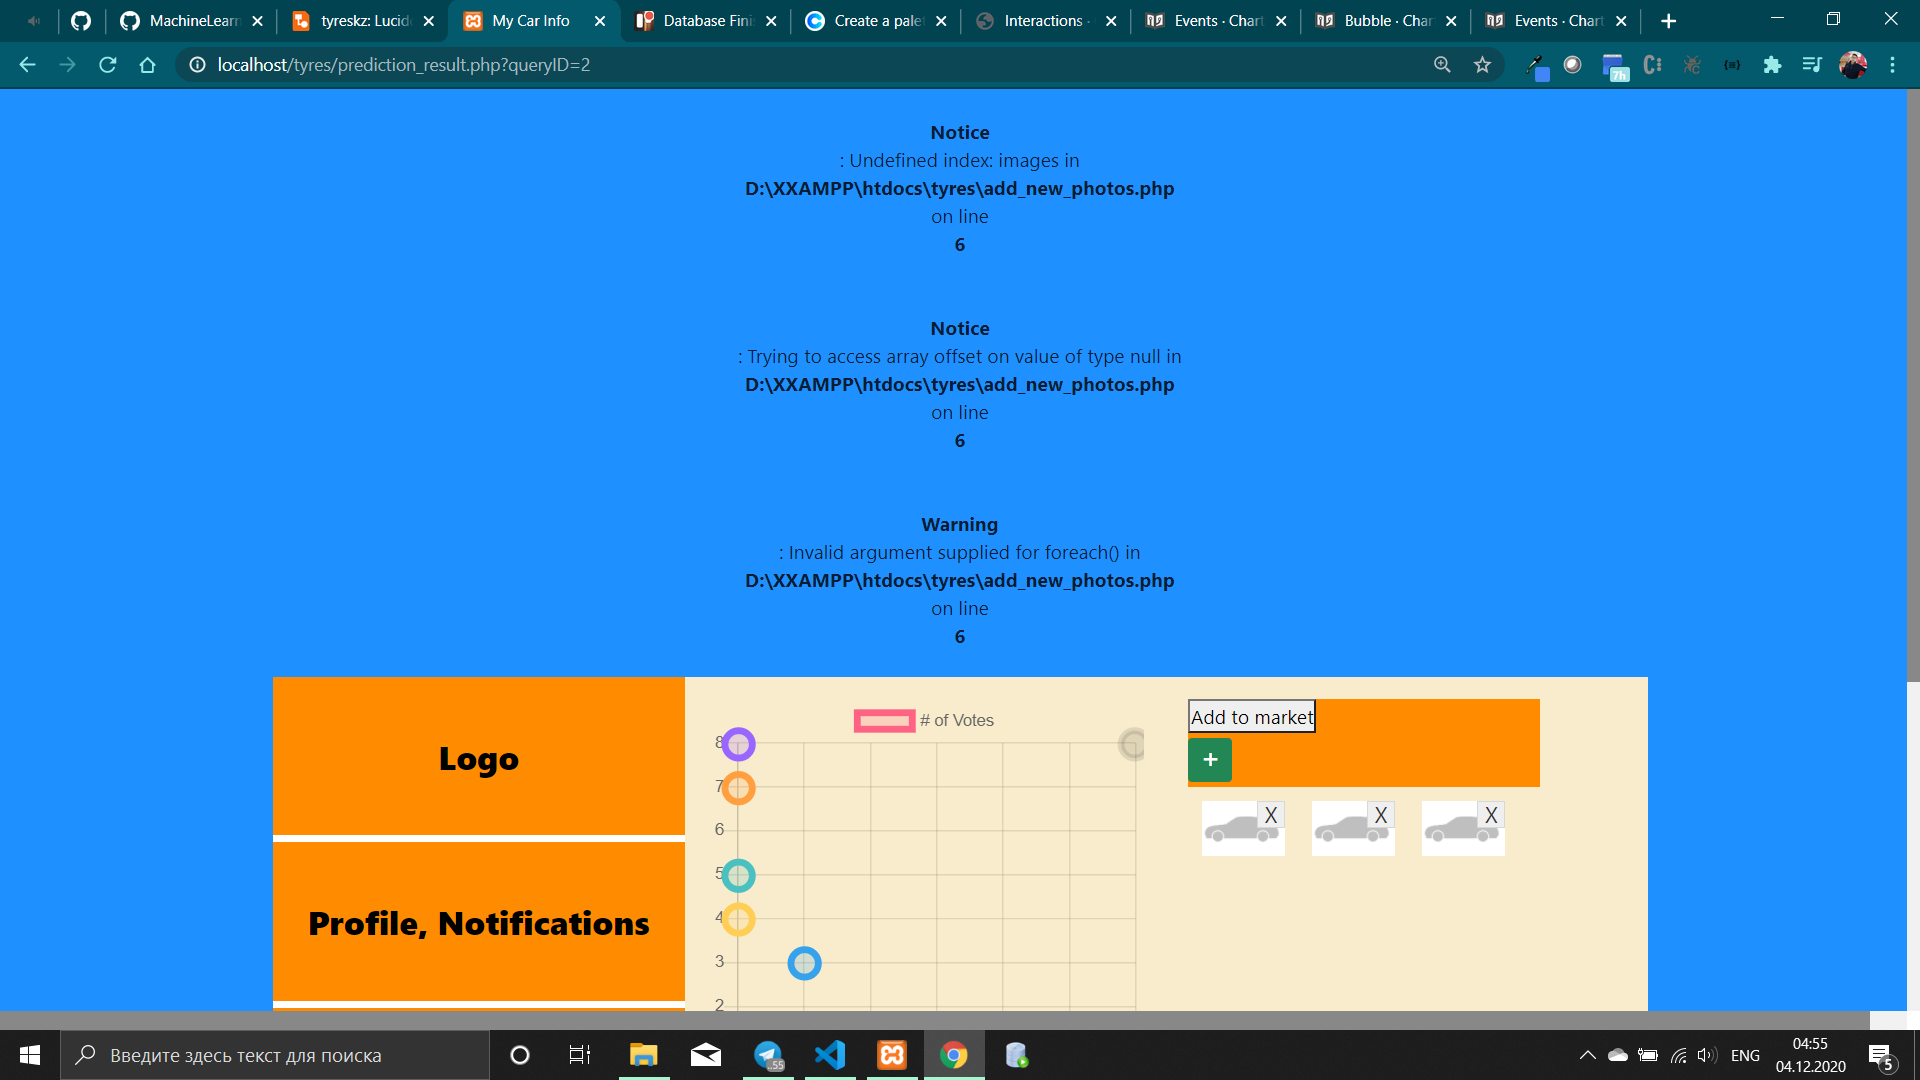 MachineLearn
tyreskz: Lucid
My Car Info
Database Fini
Create a palet
Interactions ·
Events · Chart
Bubble · Char
Events · Chart
localhost/tyres/prediction_result.php?queryID=2
7h
Notice
: Undefined index: images in
D:\XXAMPP\htdocs\tyres\add_new_photos.php
on line
6
Notice
: Trying to access array offset on value of type null in
D:\XXAMPP\htdocs\tyres\add_new_photos.php
on line
6
Warning
: Invalid argument supplied for foreach() in
D:\XXAMPP\htdocs\tyres\add_new_photos.php
on line
6
Logo
Profile, Notifications
# of Votes
8
7
6
5
4
3
2
Add to market
+
X
X
X
Введите здесь текст для поиска
..55
ENG
04:55
04.12.2020
5